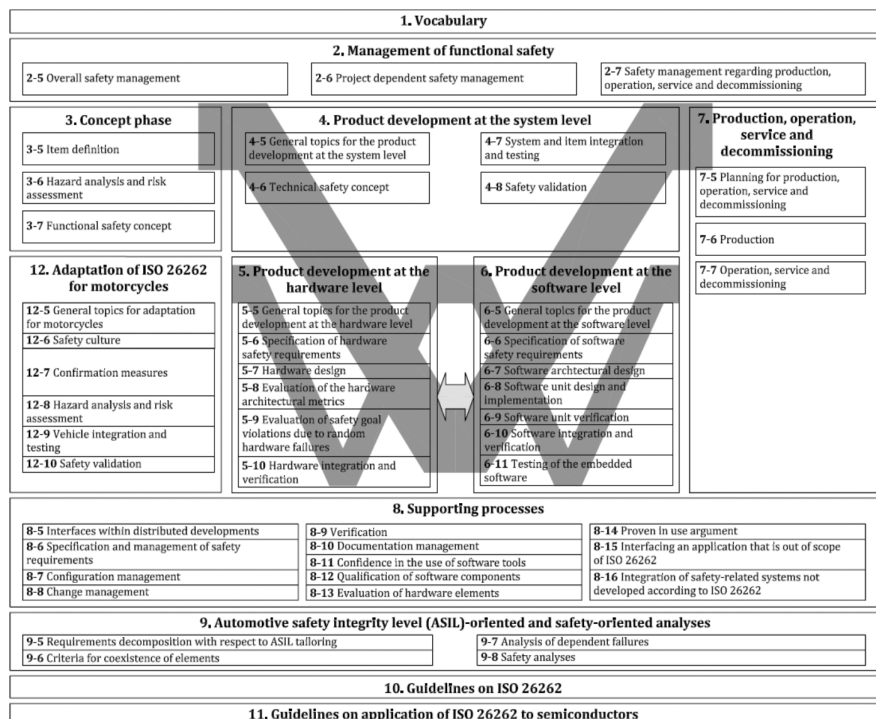 1. Vocabulary
2. Management of functional safety
2-5 Overall safety management
2-6 Project dependent safety management
2-7 Safety management regarding production,
operation, service and decommissioning
3. Concept phase
3-5 Item definition
3-6 Hazard analysis and risk
assessment
3-7 Functional safety concept
4. Product development at the system level
4-5 General topics for the product
development at the system level
4-6 Technical safety concept
4-7 System and item integration
and testing
4-8 Safety validation
7. Production, operation,
service and
decommissioning
7-5 Planning for production,
operation, service and
decommissioning
7-6 Production
7-7 Operation, service and
decommissioning
12. Adaptation of ISO 26262
for motorcycles
12-5 General topics for adaptation
for motorcycles
12-6 Safety culture
12-7 Confirmation measures
12-8 Hazard analysis and risk
assessment
12-9 Vehicle integration and
testing
12-10 Safety validation
5. Product development at the
hardware level
5-5 General topics for the product
development at the hardware level
5-6 Specification of hardware
safety requirements
5-7 Hardware design
5-8 Evaluation of the hardware
architectural metrics
5-9 Evaluation of safety goal
violations due to random
hardware failures
5-10 Hardware integration and
verification
6. Product development at the
software level
6-5 General topics for the product
development at the software level
6-6 Specification of software
safety requirements
6-7 Software archtectural design
6-8 Software unit design and
implementation
6-9 Software unit verification
6-10 Software integration and
verification
6-11 Testing of the embedded
software
8. Supporting processes
8-5 Interfaces within distributed developments
8-6 Specification and management of safety
requirements
8-7 Configuration management
8-8 Change management
8-9 Verification
8-10 Documentation management
8-11 Confidence in the use of software tools
8-12 Qualification of software components
8-13 Evaluation of hardware elements
8-14 Proven in use argument
8-15 Interfacing an application that is out of scope
of ISO 26262
8-16 Integration of safety-related systems not
developed according to ISO 26262
9. Automotive safety integrity level (ASIL)-oriented and safety-oriented analyses
9-5 Requirements decomposition with respect to ASIL tailoring
9-6 Criteria for coexistence of elements
9-7 Analysis of dependent failures
9-8 Safety analyses
10. Guidelines on ISO 26262
11. Guidelines on application of ISO 26262 to semiconductors